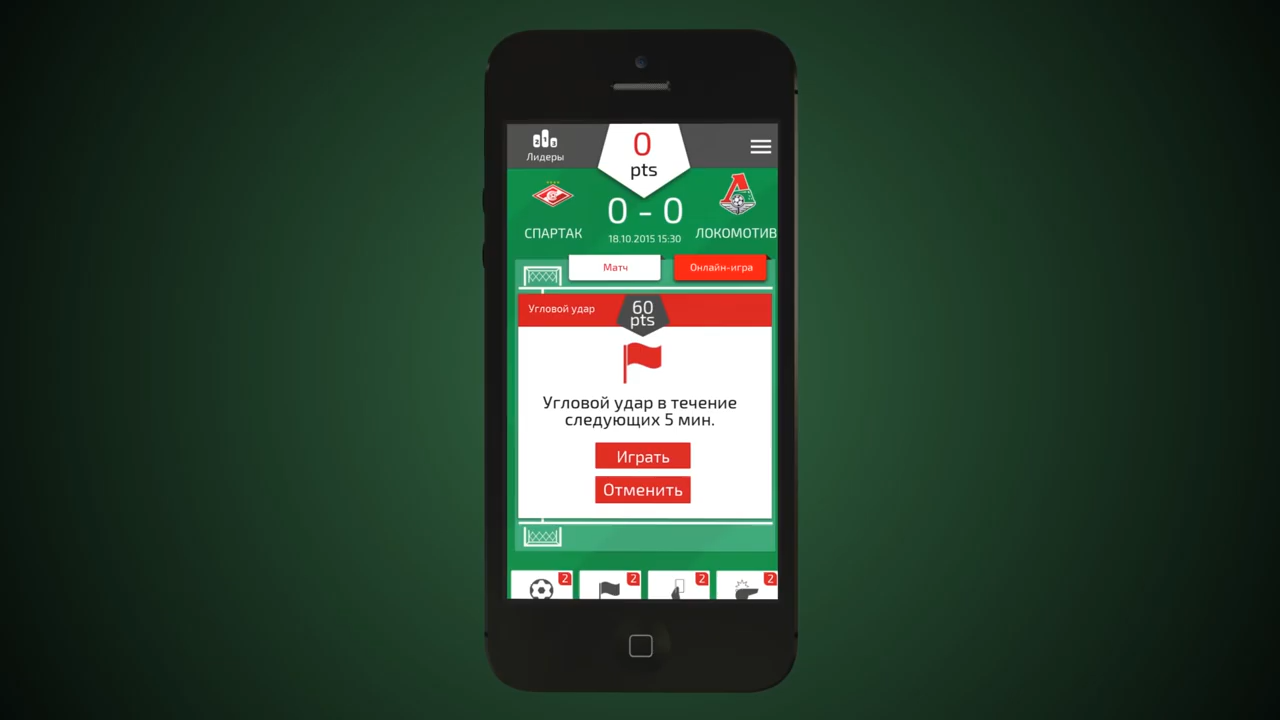 Лидеры
0
pts
0 - 0
СПАРТАК
18.10.2015 15:30
ЛОКОМОТИВ
Матч
Онлайн-игра
Угловой удар
60
pts
Угловой удар в течение
следующих 5 мин.
Играть
Отменить
2 2 2 2